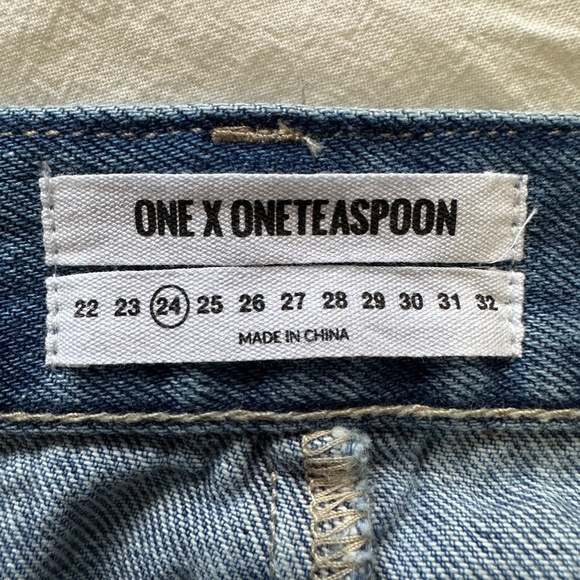 ONE X ONETEASPOON
22 23 24 25 26 27 28 29 30 31 32
MADE IN CHINA